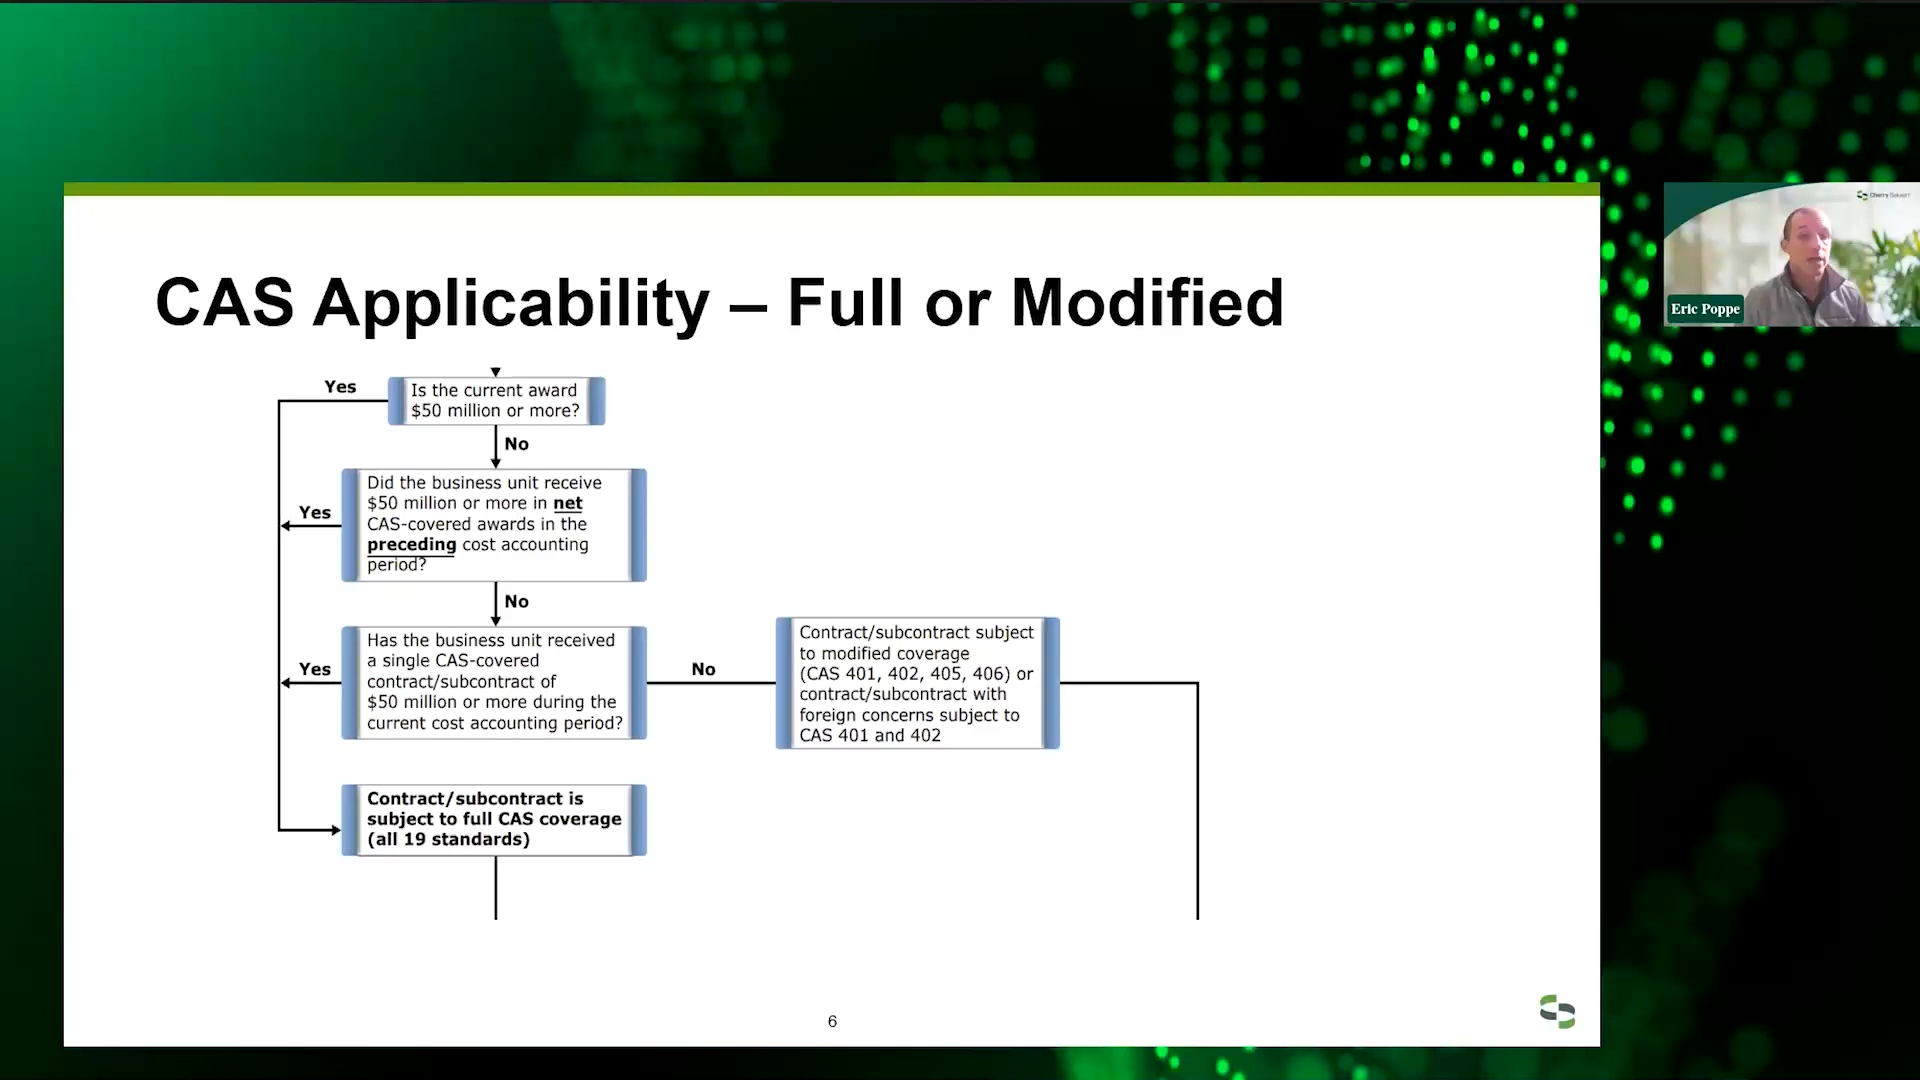 CAS Applicability – Full or Modified
Yes
Is the current award
$50 million or more?
No
Did the business unit receive
$50 million or more in net
CAS-covered awards in the
preceding cost accounting
period?
Yes
No
Has the business unit received
a single CAS-covered
contract/subcontract of
$50 million or more during the
current cost accounting period?
Yes
No
Contract/subcontract subject
to modified coverage
(CAS 401, 402, 405, 406) or
contract/subcontract with
foreign concerns subject to
CAS 401 and 402
Contract/subcontract is
subject to full CAS coverage
(all 19 standards)
6
Cherry Bekaert
Eric Poppe